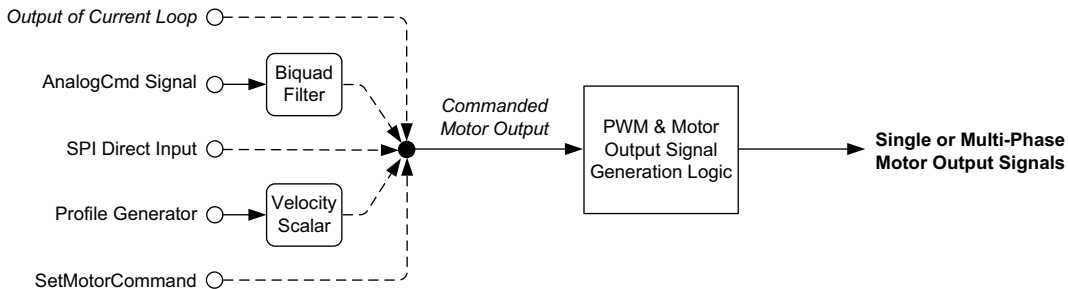 Output of Current Loop
AnalogCmd Signal
Biquad
Filter
SPI Direct Input
Commanded
Motor Output
PWM & Motor
Output Signal
Generation Logic
Single or Multi-Phase
Motor Output Signals
Profile Generator
Velocity
Scalar
SetMotorCommand